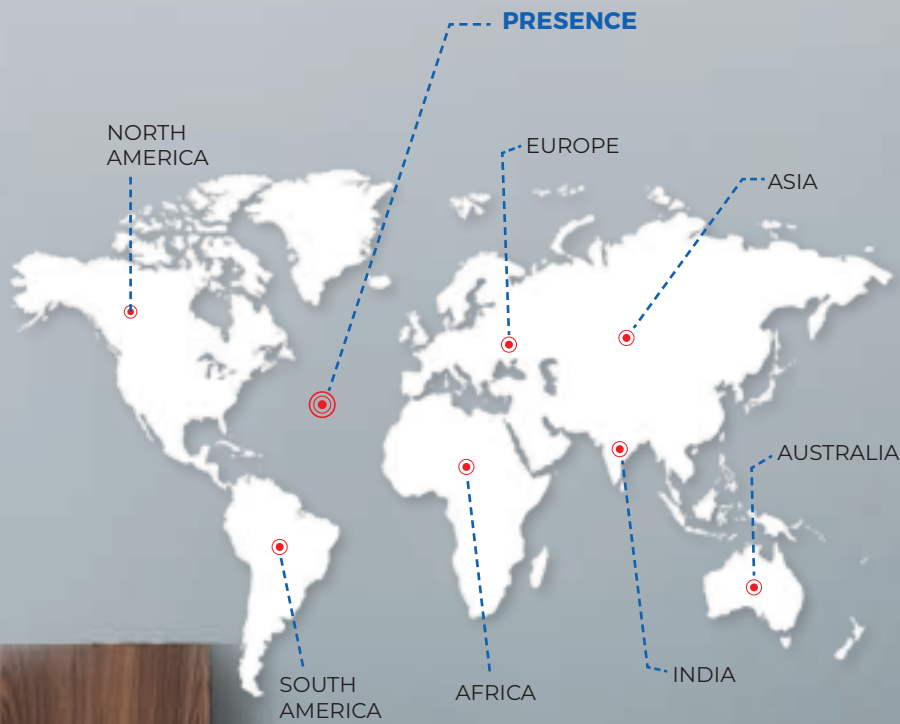 PRESENCE
NORTH
AMERICA
EUROPE
ASIA
AUSTRALIA
INDIA
SOUTH
AMERICA
AFRICA